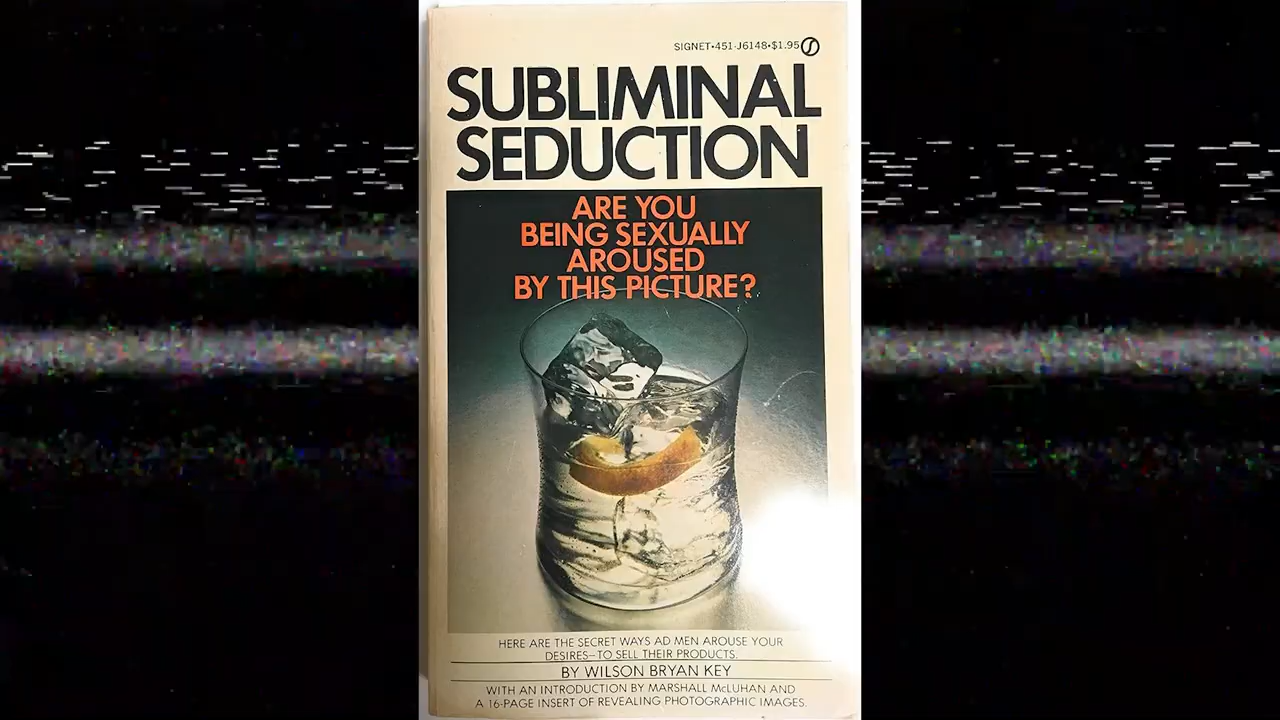 SIGNET•451-J6148•$1.95
SUBLIMINAL
SEDUCTION
ARE YOU
BEING SEXUALLY
AROUSED
BY THIS PICTURE?
HERE ARE THE SECRET WAYS AD MEN AROUSE YOUR
DESIRES—TO SELL THEIR PRODUCTS.
BY WILSON BRYAN KEY
WITH AN INTRODUCTION BY MARSHALL McLUHAN AND
A 16-PAGE INSERT OF REVEALING PHOTOGRAPHIC IMAGES.